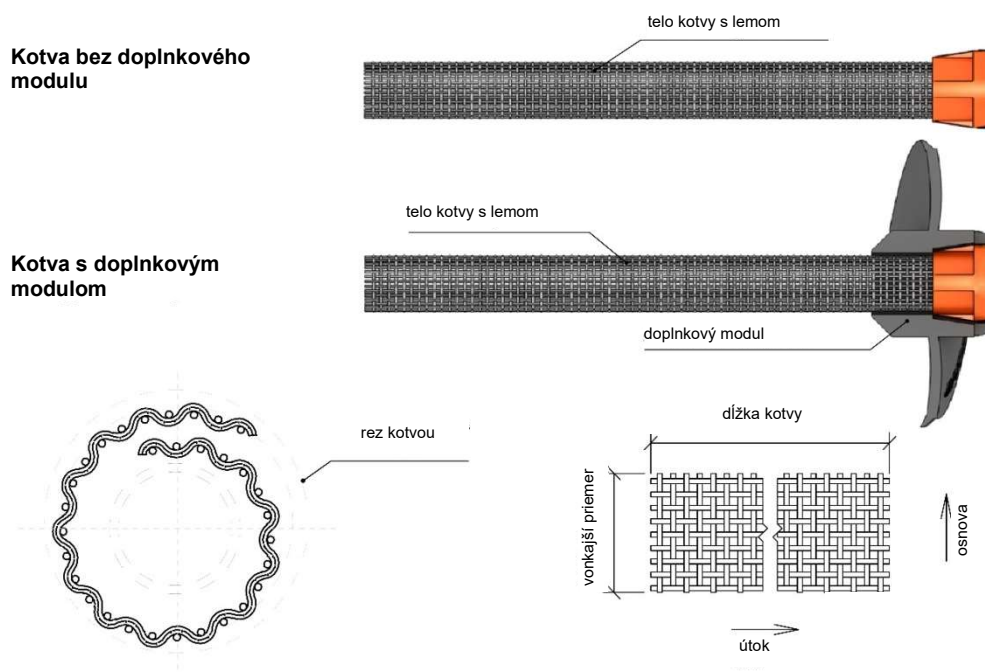 telo kotvy s lemom
Kotva bez doplnkového
modulu
telo kotvy s lemom
Kotva s doplnkovým
modulom
doplnkový modul
dĺžka kotvy
rez kotvou
vonkajší priemer
osnova
útok